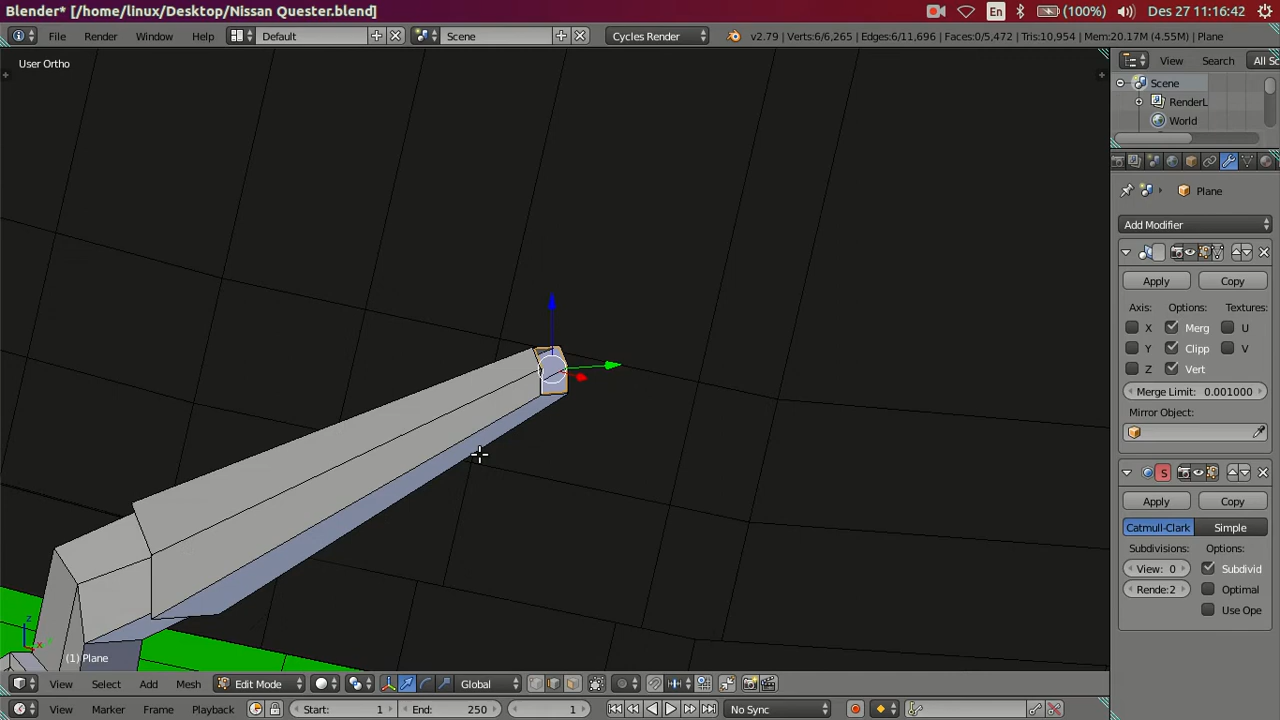 Blender* [/home/linux/Desktop/Nissan Quester.blend] En (100%) Des 27 11:16:42
File Render Window Help Default Scene Cycles Render v2.79 | Verts:6/6,265 | Edges:6/11,696 | Faces:0/5,472 | Tris:10,954 | Mem:20.17M (4.55M) | Plane
User Ortho
View Search All Sc
Scene
RenderL
World
Plane
Add Modifier
Apply Copy
Axis: Options: Textures:
X Merg U
Y Clipp V
Z Vert
Merge Limit: 0.001000
Mirror Object:
S
Apply Copy
Catmull-Clark Simple
Subdivisions: Options:
View: 0 Subdivid
Rende:2 Optimal
Use Ope
z
x
(1) Plane
View Select Add Mesh Edit Mode Global
View Marker Frame Playback Start: 1 End: 250 1 No Sync